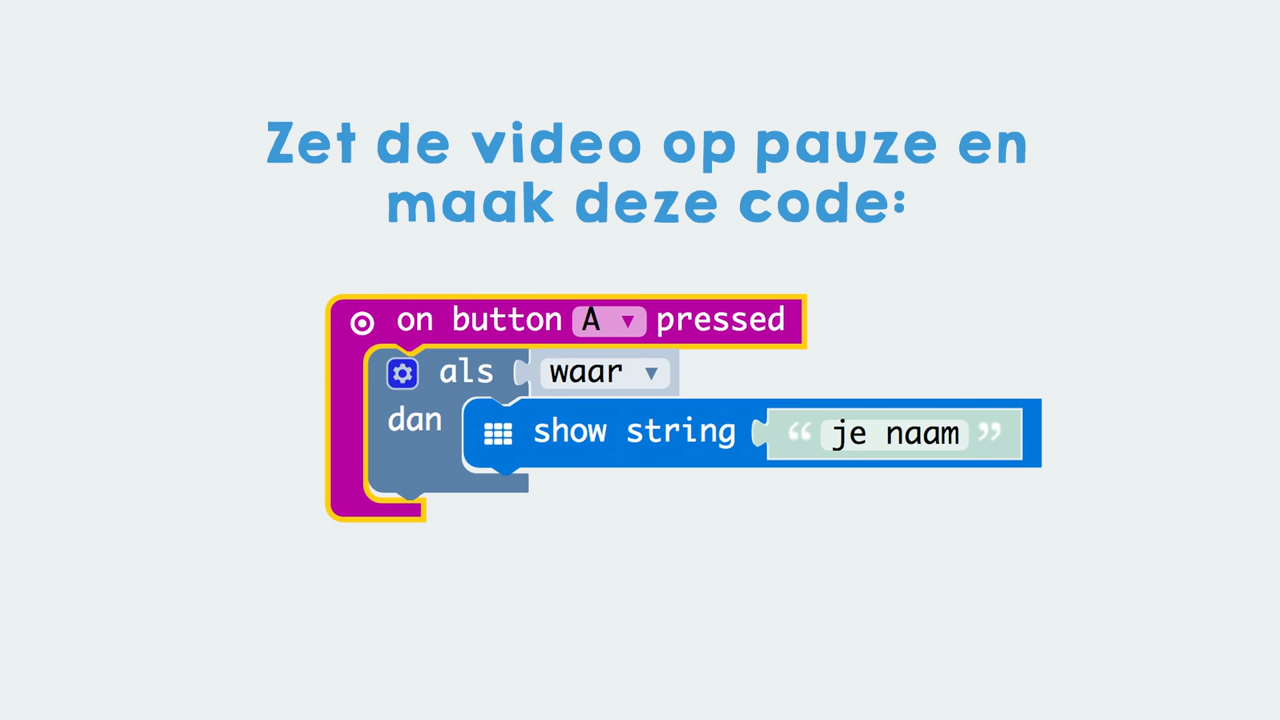 Zet de video op pauze en
maak deze code:
on button A ▼ pressed
als waar ▼
dan show string “ je naam ”